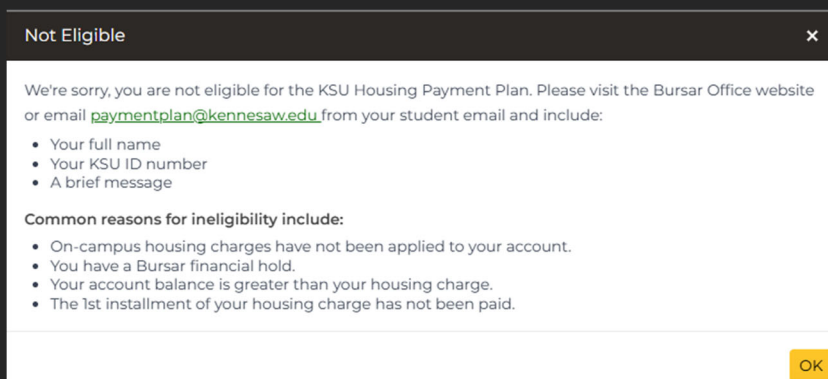 Not Eligible ×
We're sorry, you are not eligible for the KSU Housing Payment Plan. Please visit the Bursar Office website
or email paymentplan@kennesaw.edu from your student email and include:
• Your full name
• Your KSU ID number
• A brief message
Common reasons for ineligibility include:
• On-campus housing charges have not been applied to your account.
• You have a Bursar financial hold.
• Your account balance is greater than your housing charge.
• The 1st installment of your housing charge has not been paid.
OK